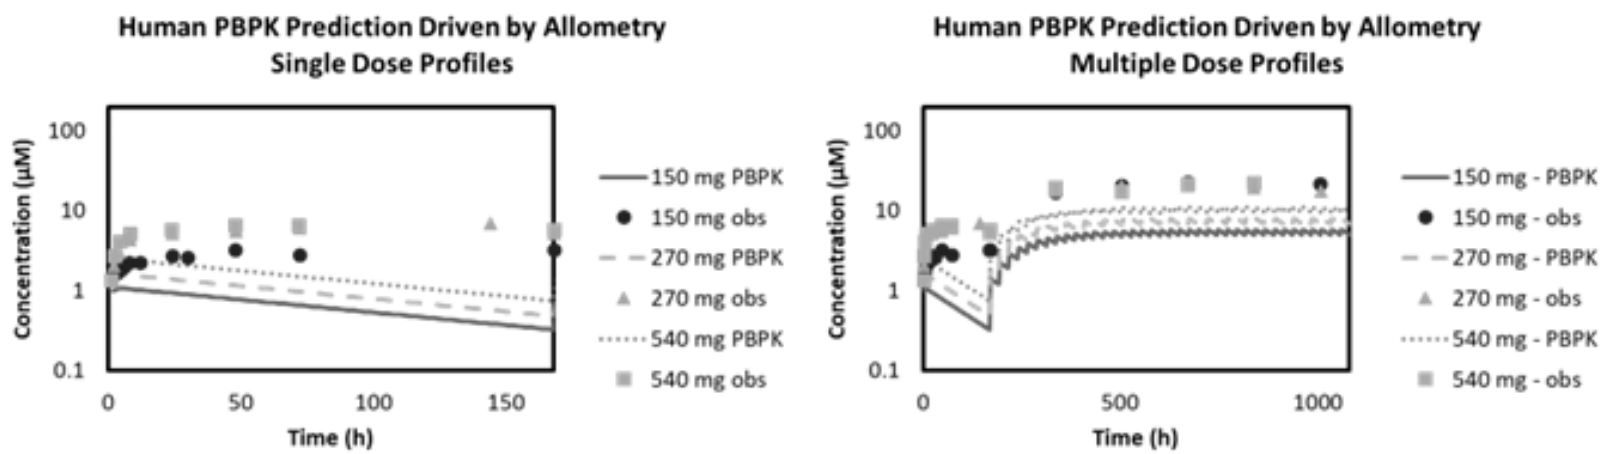 Human PBPK Prediction Driven by Allometry
Single Dose Profiles
Concentration (µM)
100
10
1
0.1
0
50
100
150
Time (h)
150 mg PBPK
150 mg obs
270 mg PBPK
270 mg obs
540 mg PBPK
540 mg obs
Human PBPK Prediction Driven by Allometry
Multiple Dose Profiles
Concentration (µM)
100
10
1
0.1
0
500
1000
Time (h)
150 mg - PBPK
150 mg - obs
270 mg - PBPK
270 mg - obs
540 mg - PBPK
540 mg - obs